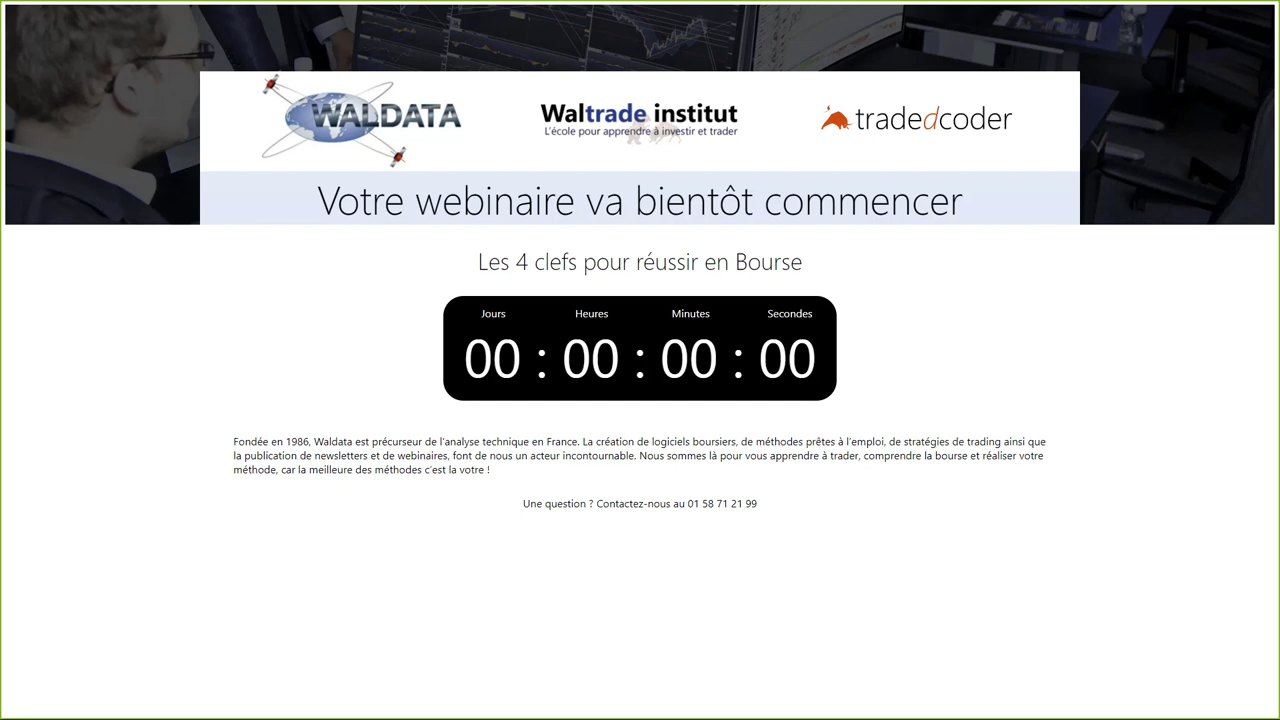 WALDATA
Waltrade institut
L'école pour apprendre à investir et trader
tradedcoder
Votre webinaire va bientôt commencer
Les 4 clefs pour réussir en Bourse
Jours Heures Minutes Secondes
00 : 00 : 00 : 00
Fondée en 1986, Waldata est précurseur de l'analyse technique en France. La création de logiciels boursiers, de méthodes prêtes à l'emploi, de stratégies de trading ainsi que
la publication de newsletters et de webinaires, font de nous un acteur incontournable. Nous sommes là pour vous apprendre à trader, comprendre la bourse et réaliser votre
méthode, car la meilleure des méthodes c'est la votre !
Une question ? Contactez-nous au 01 58 71 21 99